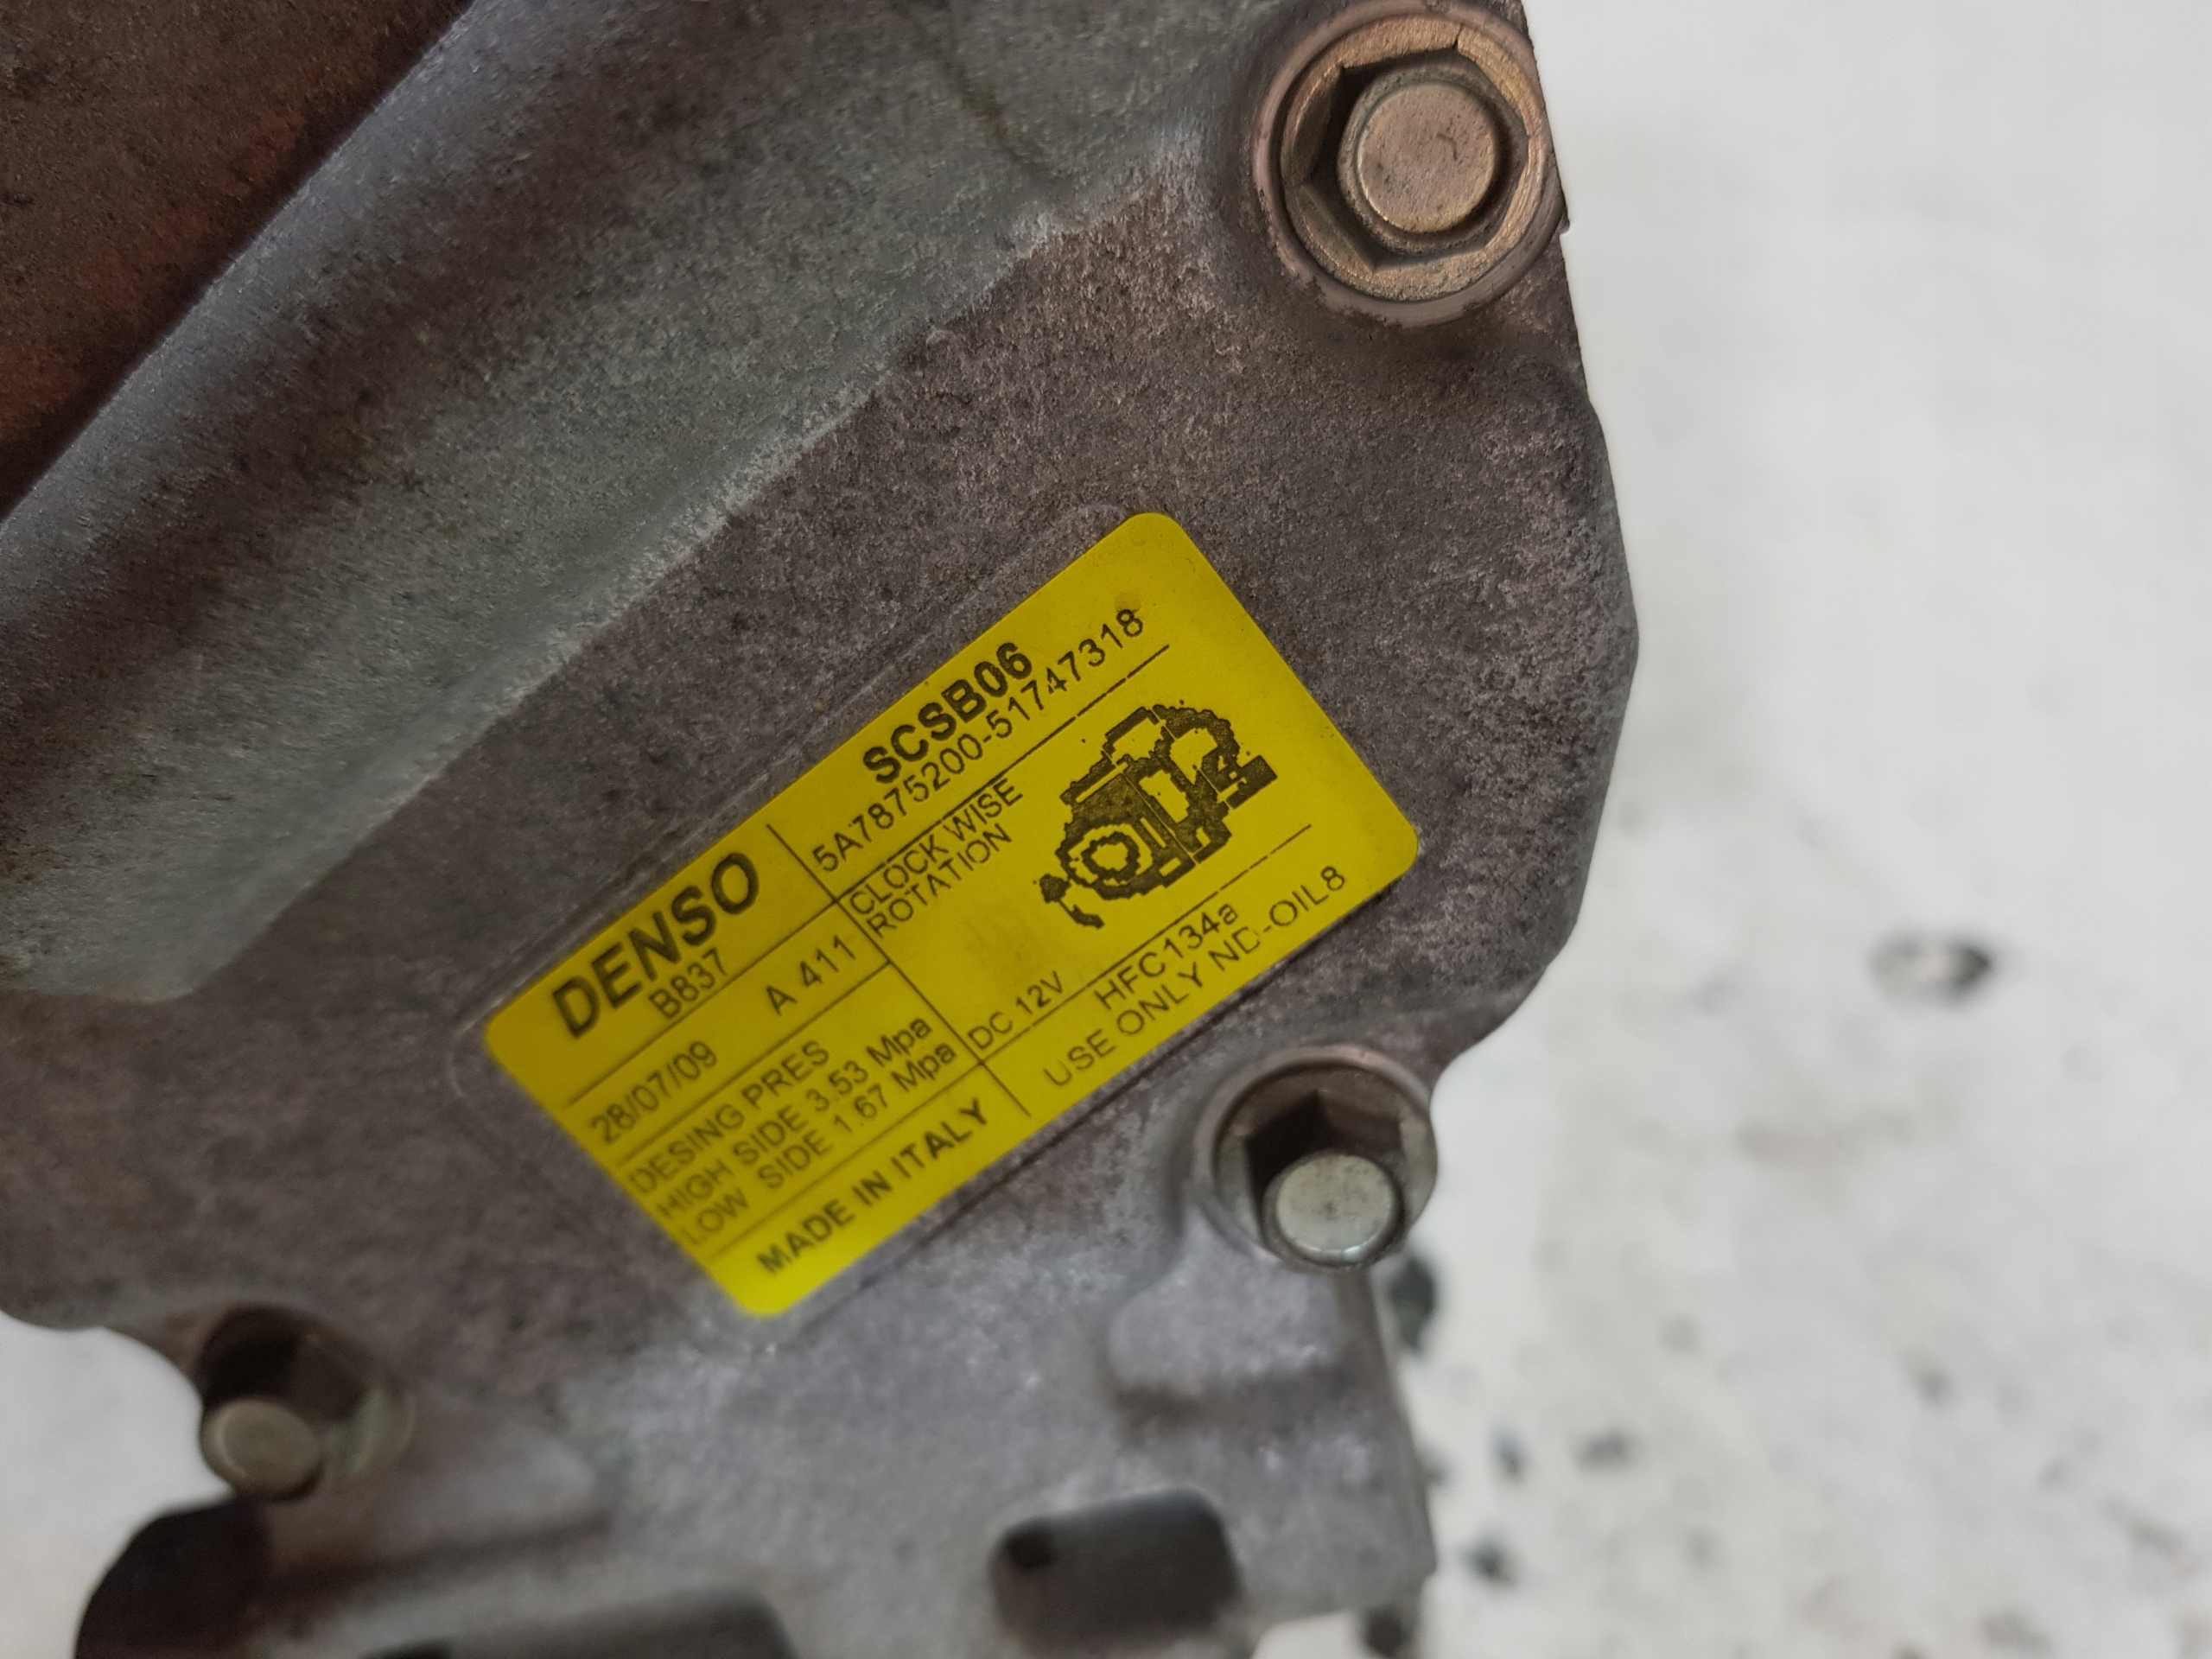 DENSO
B837
SCSB06
5A7875200-51747318
28/07/09 A 411
CLOCK WISE
ROTATION
OIL
DESING PRES
HIGH SIDE 3.53 Mpa
LOW SIDE 1.67 Mpa
DC 12V
HFC134a
MADE IN ITALY
USE ONLY ND-OIL8